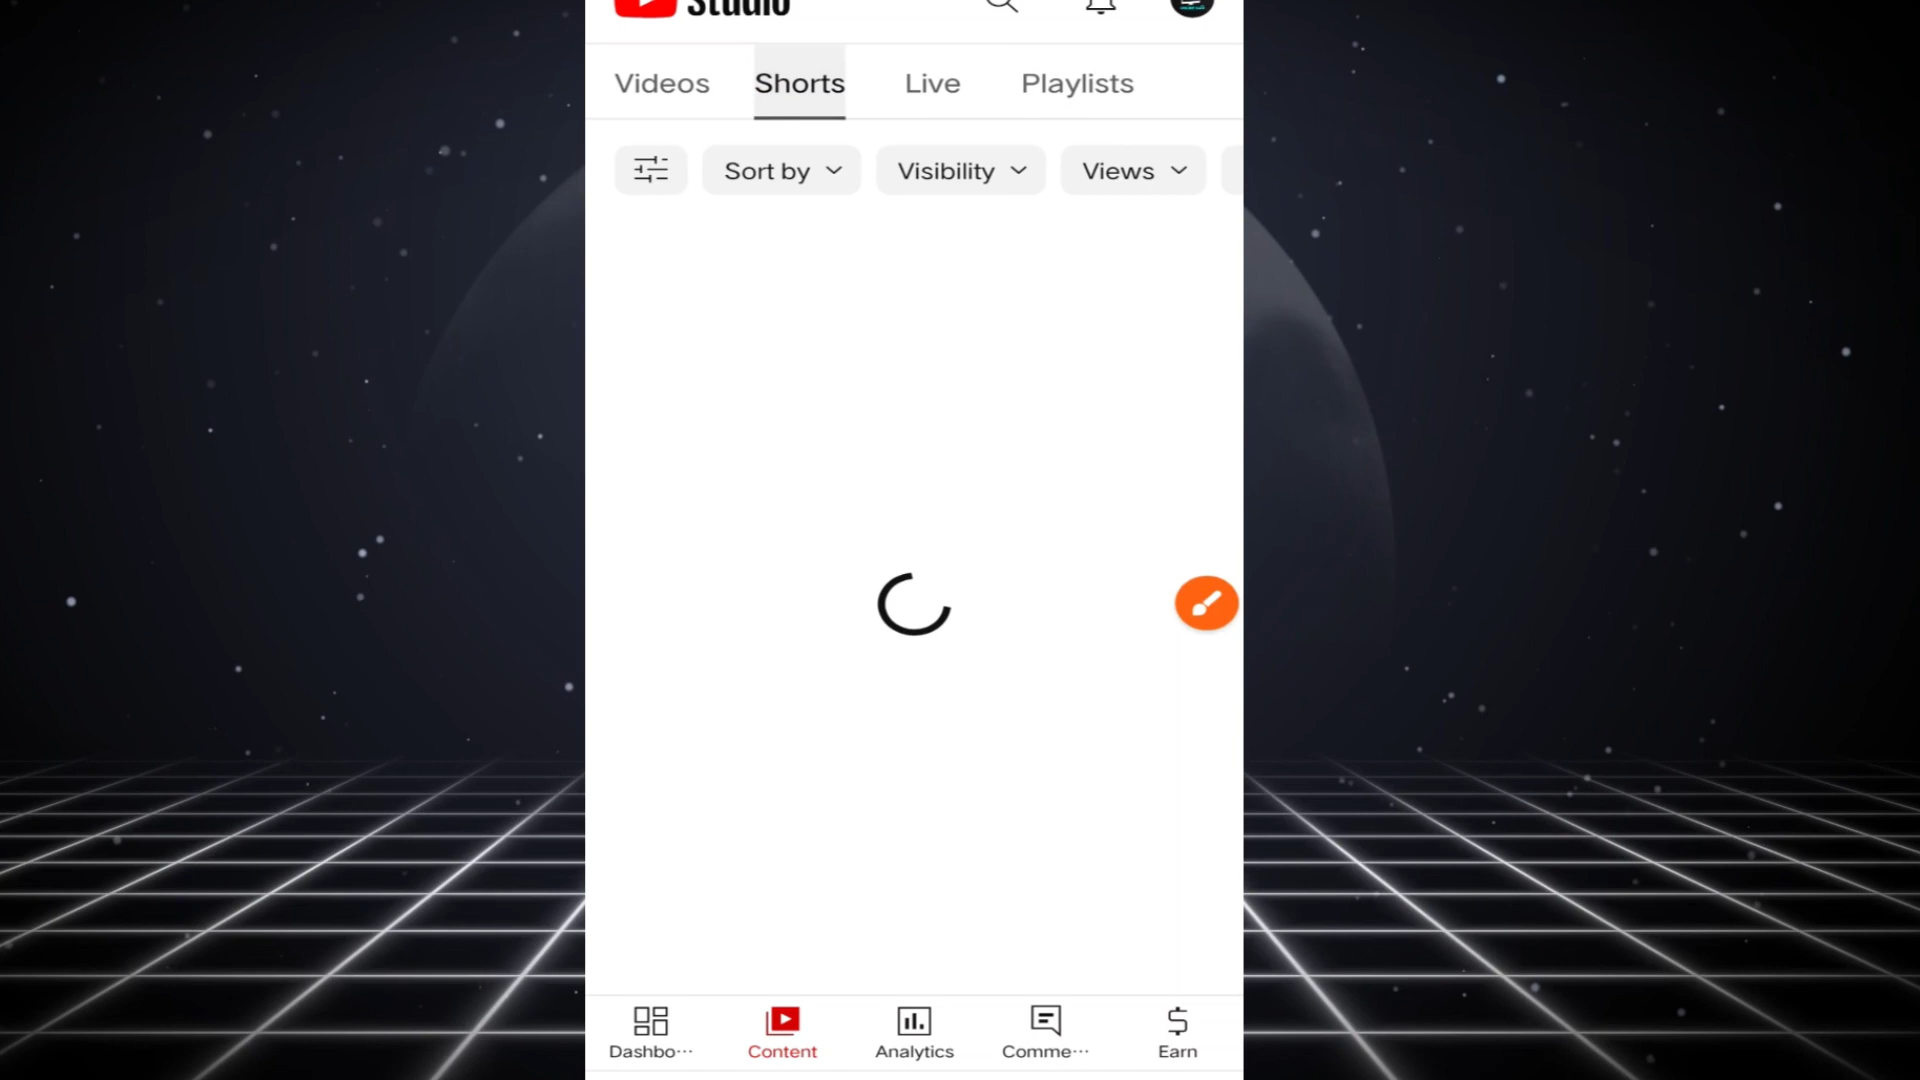 Studio
Videos Shorts Live Playlists
Sort by Visibility Views
Dashbo··· Content Analytics Comme··· Earn